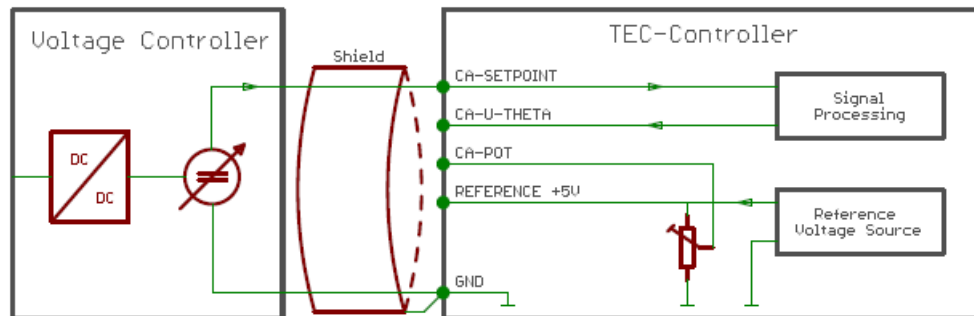 Voltage Controller
TEC-Controller
Shield
CA-SETPOINT
Signal
Processing
CA-U-THETA
DC
DC
CA-POT
REFERENCE +5V
Reference
Voltage Source
GND